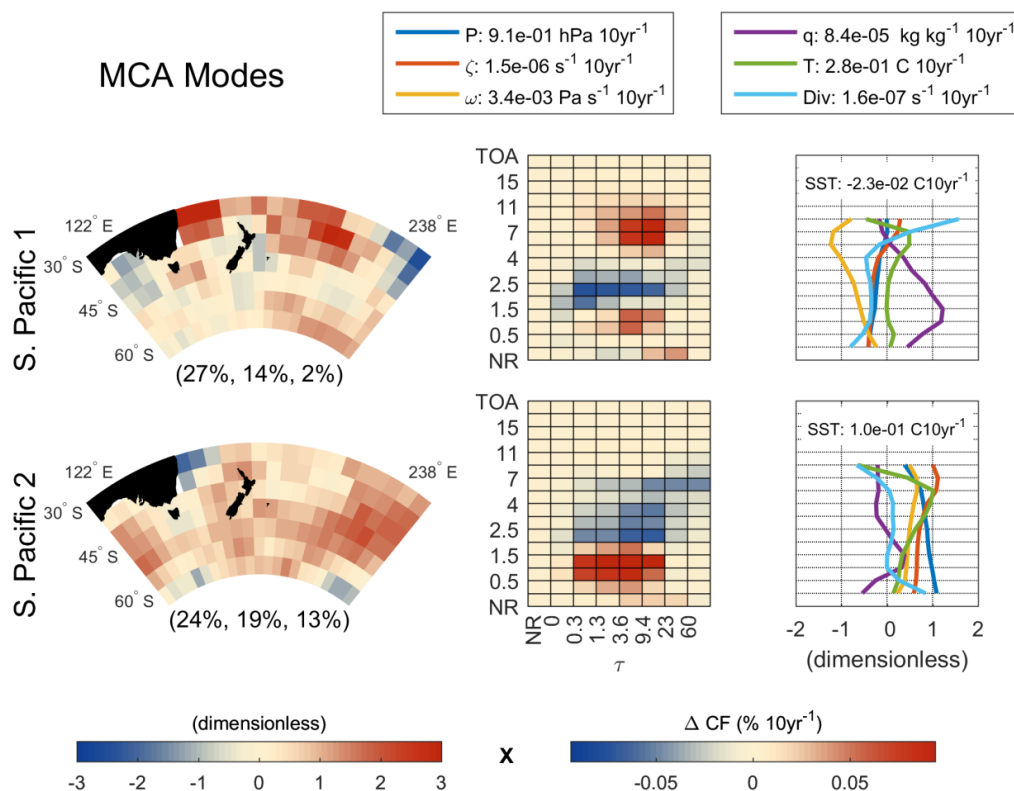 MCA Modes
P: 9.1e-01 hPa 10yr⁻¹
ζ: 1.5e-06 s⁻¹ 10yr⁻¹
ω: 3.4e-03 Pa s⁻¹ 10yr⁻¹
q: 8.4e-05 kg kg⁻¹ 10yr⁻¹
T: 2.8e-01 C 10yr⁻¹
Div: 1.6e-07 s⁻¹ 10yr⁻¹
S. Pacific 1
122° E
238° E
30° S
45° S
60° S
(27%, 14%, 2%)
TOA
15
11
7
4
2.5
1.5
0.5
NR
SST: -2.3e-02 C10yr⁻¹
S. Pacific 2
122° E
238° E
30° S
45° S
60° S
(24%, 19%, 13%)
TOA
15
11
7
4
2.5
1.5
0.5
NR
NR 0 0.3 1.3 3.6 9.4 23 60
τ
SST: 1.0e-01 C10yr⁻¹
-2 -1 0 1 2
(dimensionless)
(dimensionless)
-3 -2 -1 0 1 2 3
x
Δ CF (% 10yr⁻¹)
-0.05 0 0.05